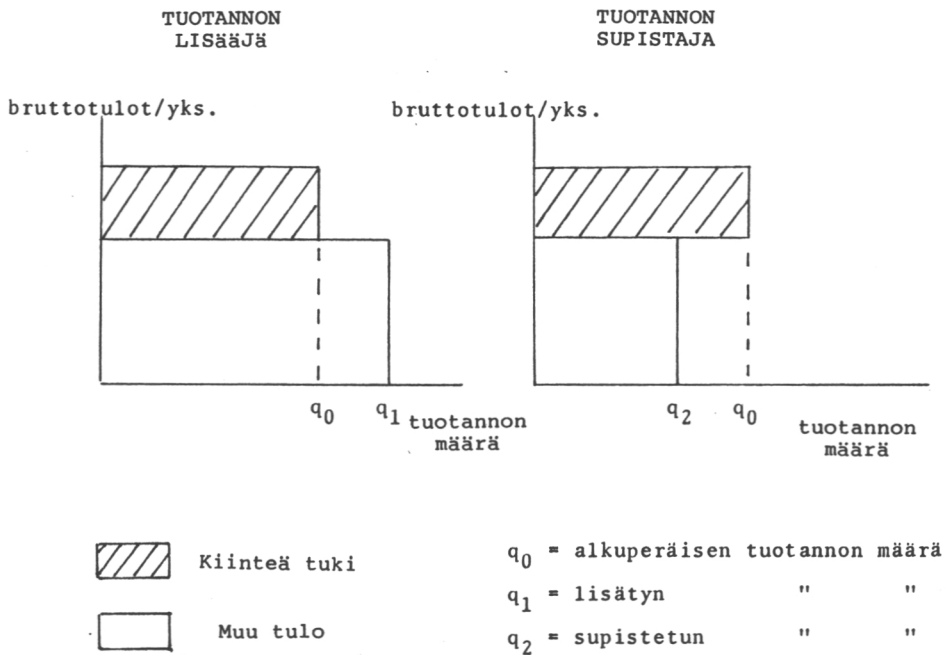 TUOTANNON
LISääJÄ
TUOTANNON
SUPISTAJA
bruttotulot/yks.
bruttotulot/yks.
q0
q1
tuotannon
määrä
q2
q0
tuotannon
määrä
Kiinteä tuki
Muu tulo
q0 = alkuperäisen tuotannon määrä
q1 = lisätyn " "
q2 = supistetun " "